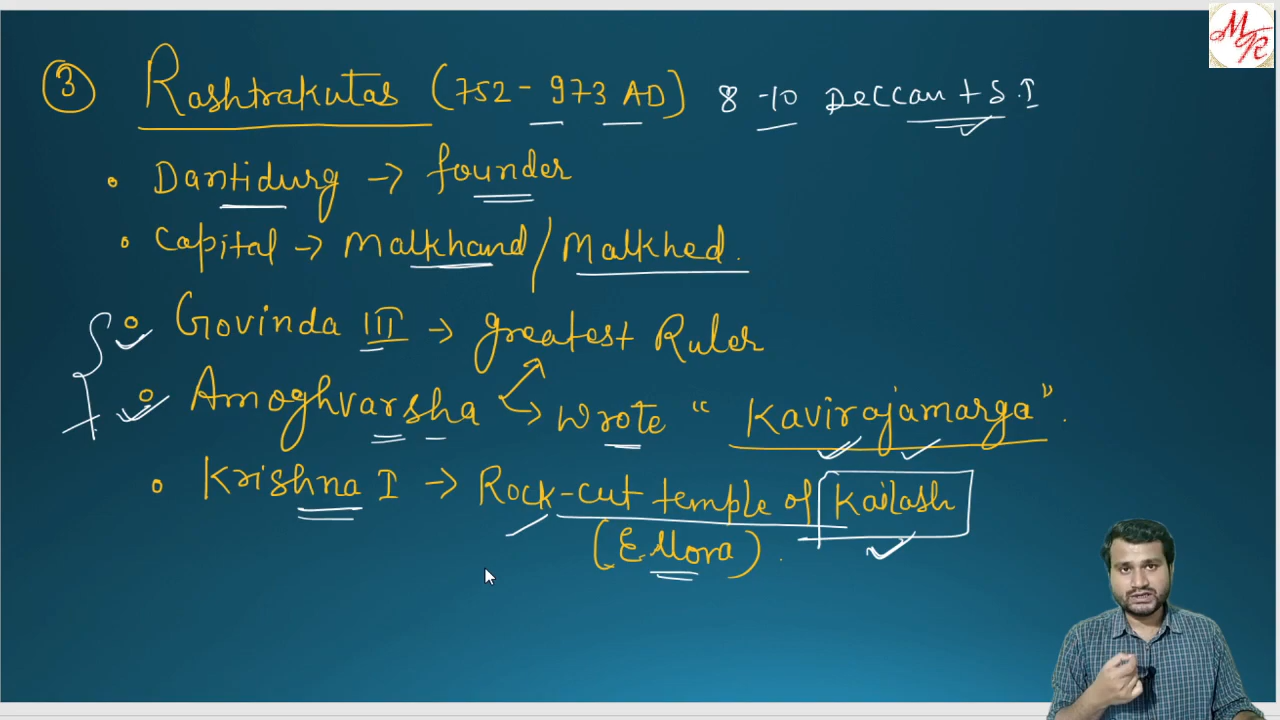 MR
③ Rashtrakutas (752 - 973 AD) 8 -10 Deccan + S.I
• Dantidurg → founder
• Capital → Malkhand / Malkhed.
• Govinda III → greatest Ruler
• Amoghvarsha → wrote “Kavirajamarga”.
• Krishna I → Rock-cut temple of Kailash
(Ellora).